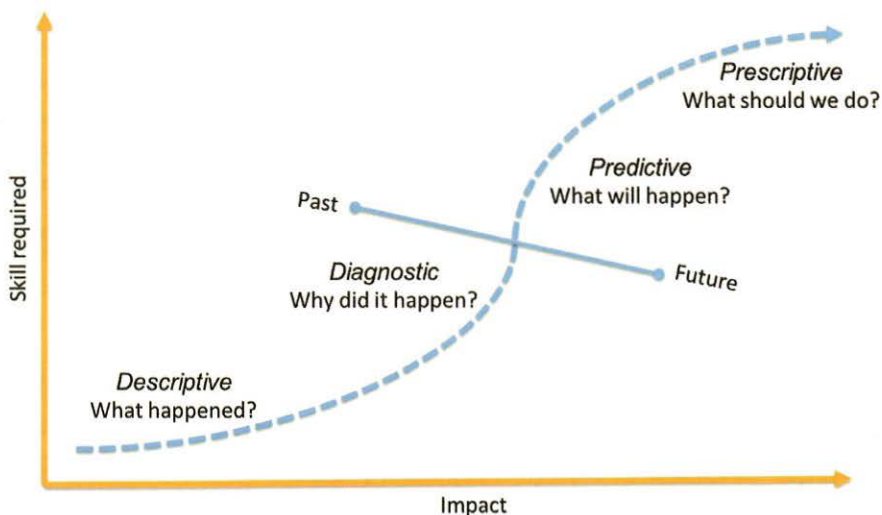 Prescriptive
What should we do?
Predictive
What will happen?
Past
Diagnostic
Why did it happen?
Future
Descriptive
What happened?
Skill required
Impact